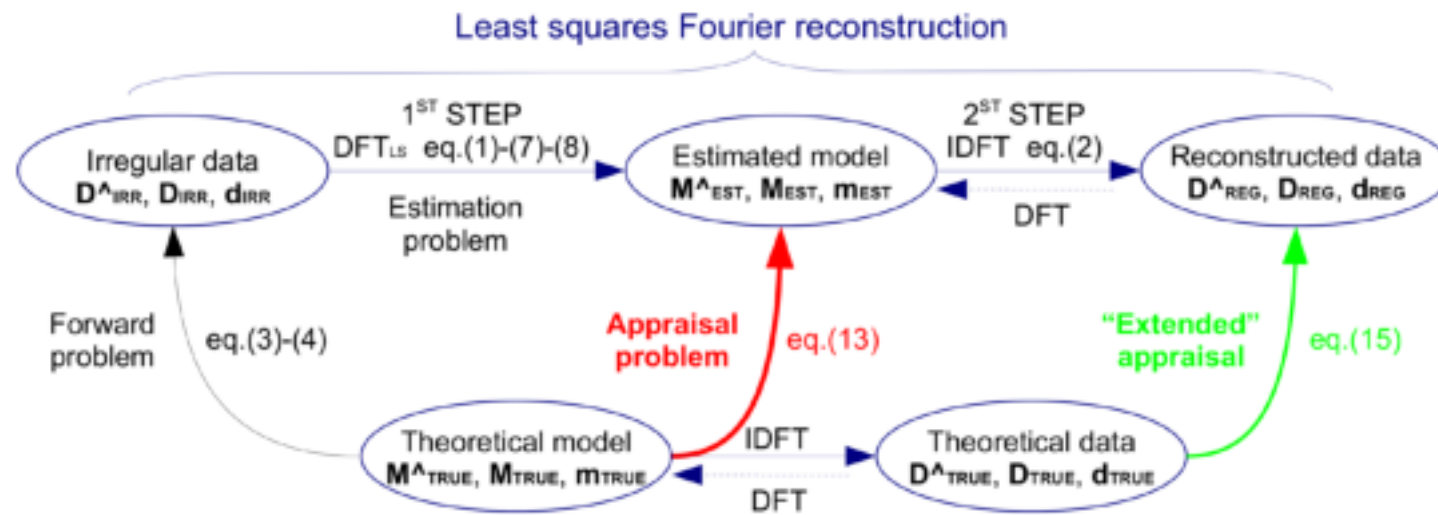 Least squares Fourier reconstruction
1ST STEP
DFTLS eq.(1)-(7)-(8)
2ST STEP
IDFT eq.(2)
Irregular data
D^IRR, DIRR, dIRR
Estimated model
M^EST, MEST, mEST
Reconstructed data
D^REG, DREG, dREG
Estimation
problem
DFT
Forward
problem
eq.(3)-(4)
Appraisal
problem
eq.(13)
“Extended”
appraisal
eq.(15)
Theoretical model
M^TRUE, MTRUE, mTRUE
IDFT
DFT
Theoretical data
D^TRUE, DTRUE, dTRUE